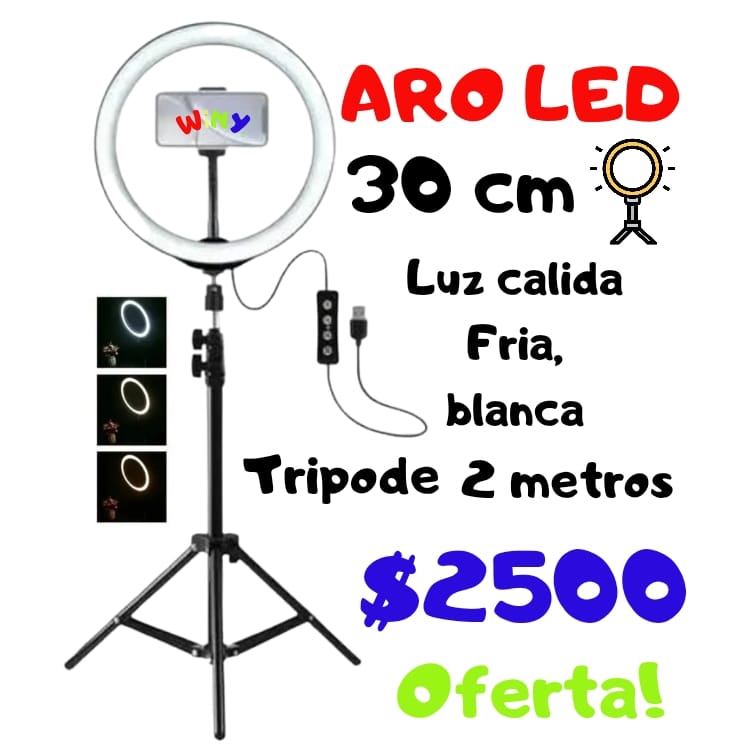 ARO LED
winy
30 cm
Luz calida
Fria,
blanca
Tripode 2 metros
$2500
Oferta!